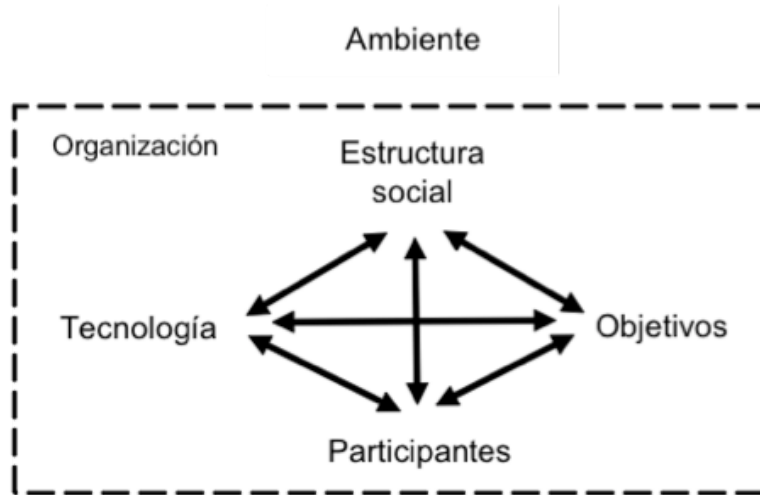 Ambiente
Organización
Estructura
social
Tecnología
Objetivos
Participantes